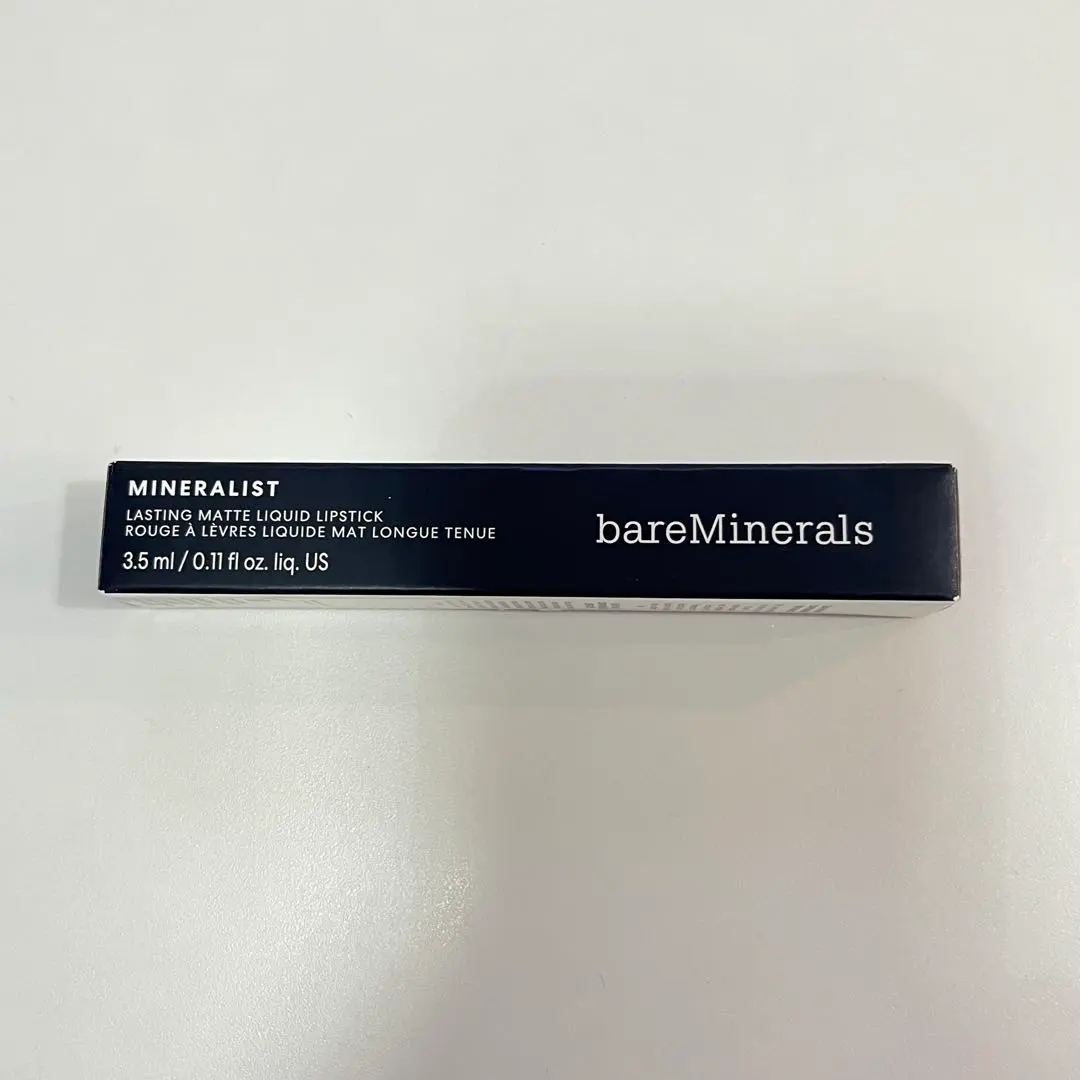 MINERALIST
LASTING MATTE LIQUID LIPSTICK
ROUGE À LÈVRES LIQUIDE MAT LONGUE TENUE
3.5 ml / 0.11 fl oz. liq. US
bareMinerals